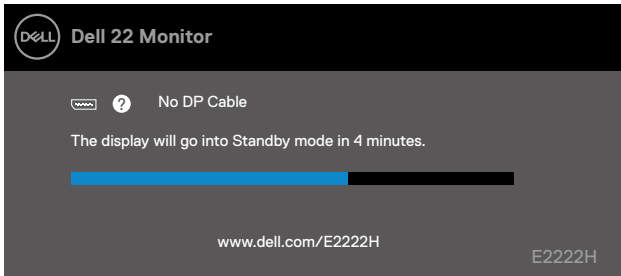 DELL
Dell 22 Monitor
? No DP Cable
The display will go into Standby mode in 4 minutes.
www.dell.com/E2222H
E2222H